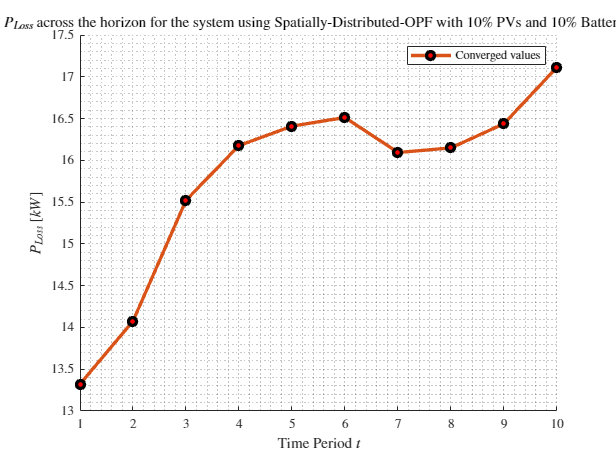 P_Loss across the horizon for the system using Spatially-Distributed-OPF with 10% PVs and 10% Batter
Converged values
17.5
17
16.5
16
15.5
15
14.5
14
13.5
13
P_Loss [kW]
1 2 3 4 5 6 7 8 9 10
Time Period t